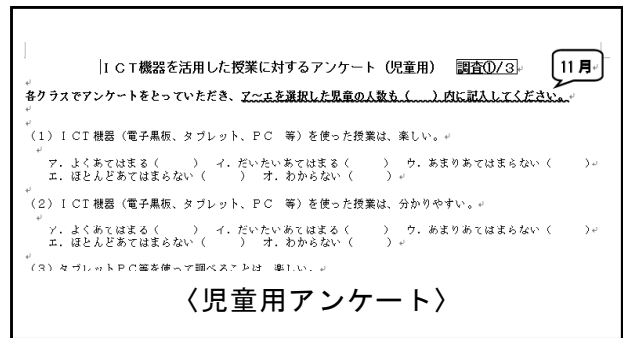 ＩＣＴ機器を活用した授業に対するアンケート（児童用） 調査①/3
11月
各クラスでアンケートをとっていただき、ア～エを選択した児童の人数も（　　）内に記入してください。
（1）ＩＣＴ機器（電子黒板、タブレット、ＰＣ　等）を使った授業は、楽しい。
ア．よくあてはまる（　　）　イ．だいたいあてはまる（　　）　ウ．あまりあてはまらない（　　）
エ．ほとんどあてはまらない（　　）　オ．わからない（　　）
（2）ＩＣＴ機器（電子黒板、タブレット、ＰＣ　等）を使った授業は、分かりやすい。
ア．よくあてはまる（　　）　イ．だいたいあてはまる（　　）　ウ．あまりあてはまらない（　　）
エ．ほとんどあてはまらない（　　）　オ．わからない（　　）
（3）タブレットＰＣ等を使って調べることは、楽しい。
〈児童用アンケート〉